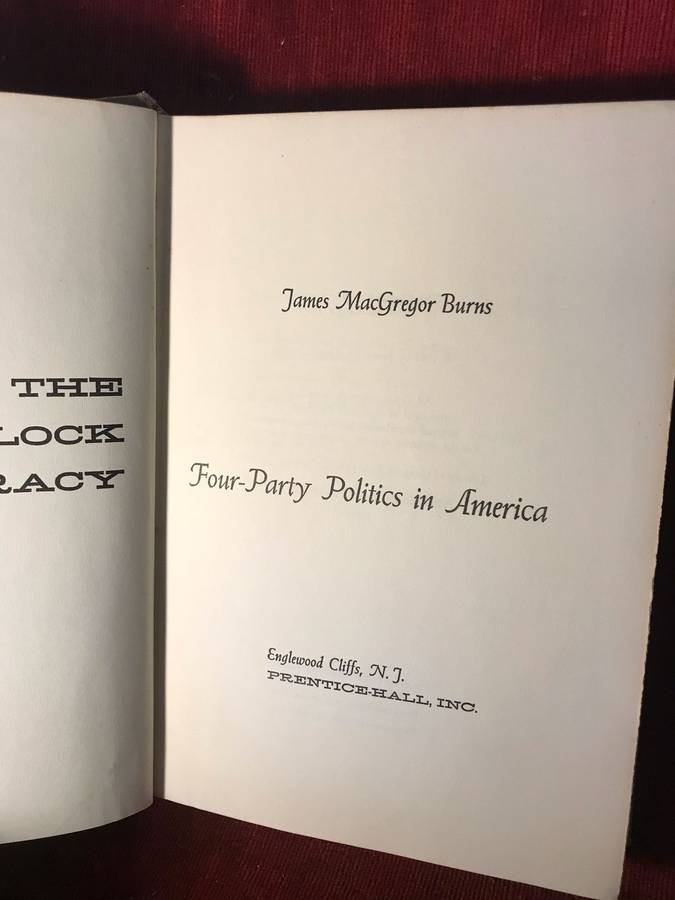 THE
LOCK
RACY
James MacGregor Burns
Four-Party Politics in America
Englewood Cliffs, N. J.
PRENTICE-HALL, INC.